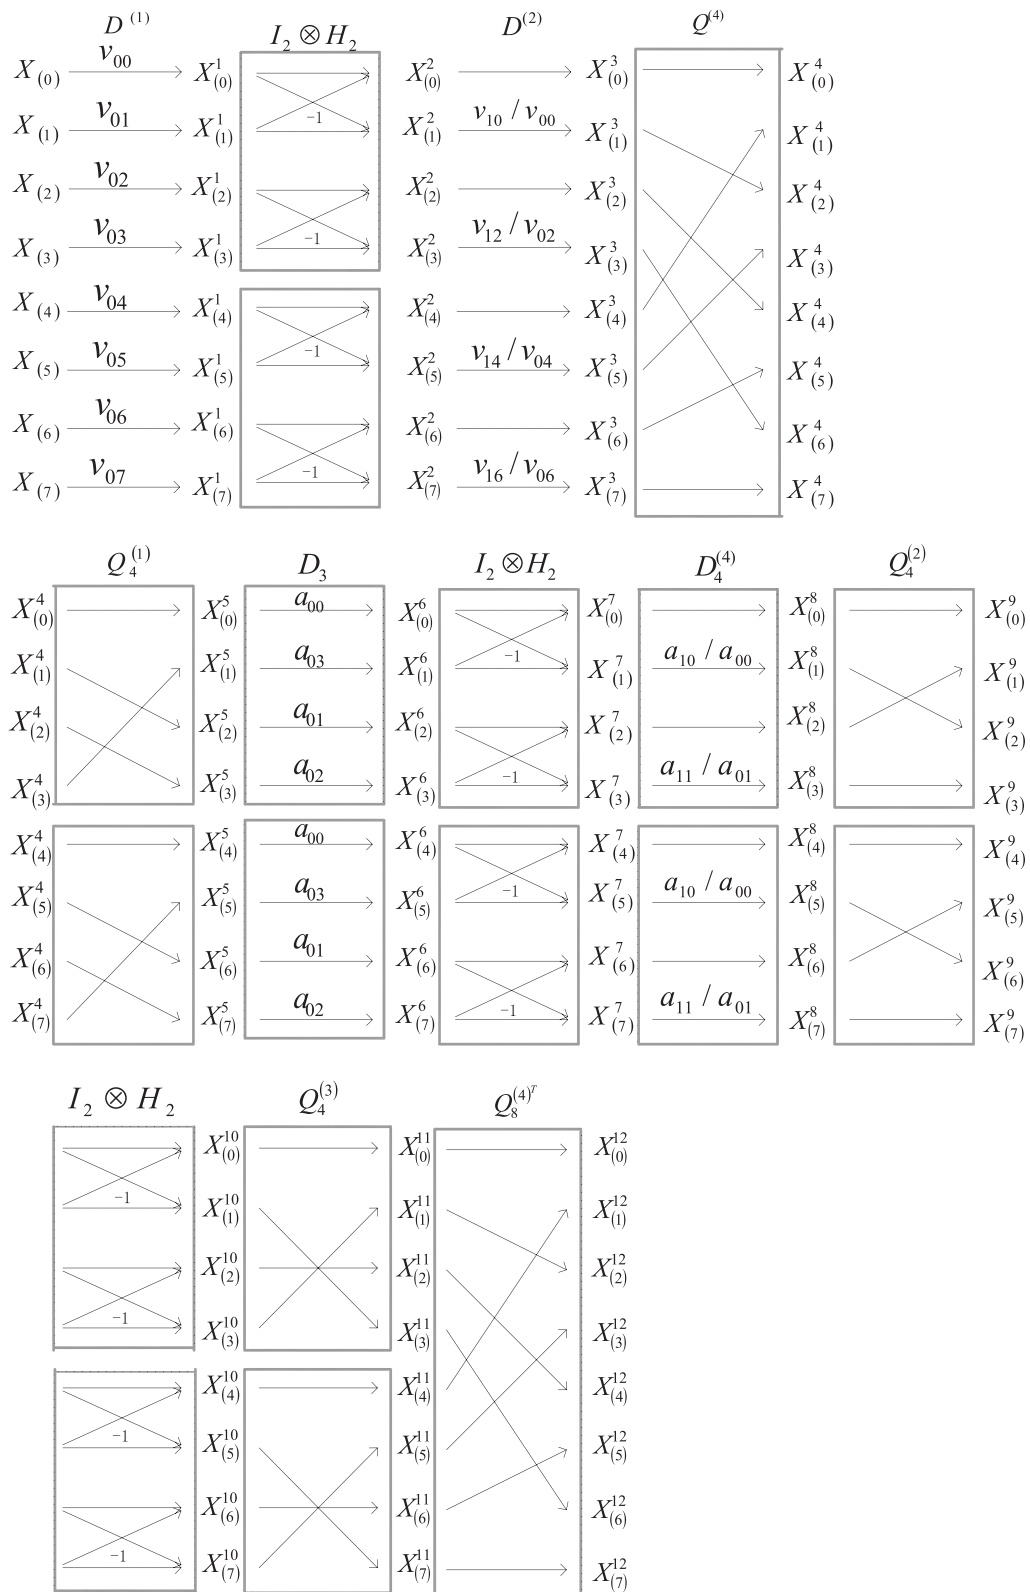 D^(1) I_2 ⊗ H_2 D^(2) Q^(4)
X_(0) v_00 X^1_(0) X^2_(0) X^3_(0) X^4_(0)
X_(1) v_01 X^1_(1) -1 X^2_(1) v_10 / v_00 X^3_(1) X^4_(1)
X_(2) v_02 X^1_(2) X^2_(2) X^3_(2) X^4_(2)
X_(3) v_03 X^1_(3) -1 X^2_(3) v_12 / v_02 X^3_(3) X^4_(3)
X_(4) v_04 X^1_(4) X^2_(4) X^3_(4) X^4_(4)
X_(5) v_05 X^1_(5) -1 X^2_(5) v_14 / v_04 X^3_(5) X^4_(5)
X_(6) v_06 X^1_(6) X^2_(6) X^3_(6) X^4_(6)
X_(7) v_07 X^1_(7) -1 X^2_(7) v_16 / v_06 X^3_(7) X^4_(7)
Q_4^(1) D_3 I_2 ⊗ H_2 D_4^(4) Q_4^(2)
X^4_(0) X^5_(0) a_00 X^6_(0) X^7_(0) X^8_(0) X^9_(0)
X^4_(1) X^5_(1) a_03 X^6_(1) -1 X^7_(1) a_10 / a_00 X^8_(1) X^9_(1)
X^4_(2) X^5_(2) a_01 X^6_(2) X^7_(2) X^8_(2) X^9_(2)
X^4_(3) X^5_(3) a_02 X^6_(3) -1 X^7_(3) a_11 / a_01 X^8_(3) X^9_(3)
X^4_(4) X^5_(4) a_00 X^6_(4) X^7_(4) X^8_(4) X^9_(4)
X^4_(5) X^5_(5) a_03 X^6_(5) -1 X^7_(5) a_10 / a_00 X^8_(5) X^9_(5)
X^4_(6) X^5_(6) a_01 X^6_(6) X^7_(6) X^8_(6) X^9_(6)
X^4_(7) X^5_(7) a_02 X^6_(7) -1 X^7_(7) a_11 / a_01 X^8_(7) X^9_(7)
I_2 ⊗ H_2 Q_4^(3) Q_8^(4)^T
X^10_(0) X^11_(0) X^12_(0)
-1 X^10_(1) X^11_(1) X^12_(1)
X^10_(2) X^11_(2) X^12_(2)
-1 X^10_(3) X^11_(3) X^12_(3)
X^10_(4) X^11_(4) X^12_(4)
-1 X^10_(5) X^11_(5) X^12_(5)
X^10_(6) X^11_(6) X^12_(6)
-1 X^10_(7) X^11_(7) X^12_(7)